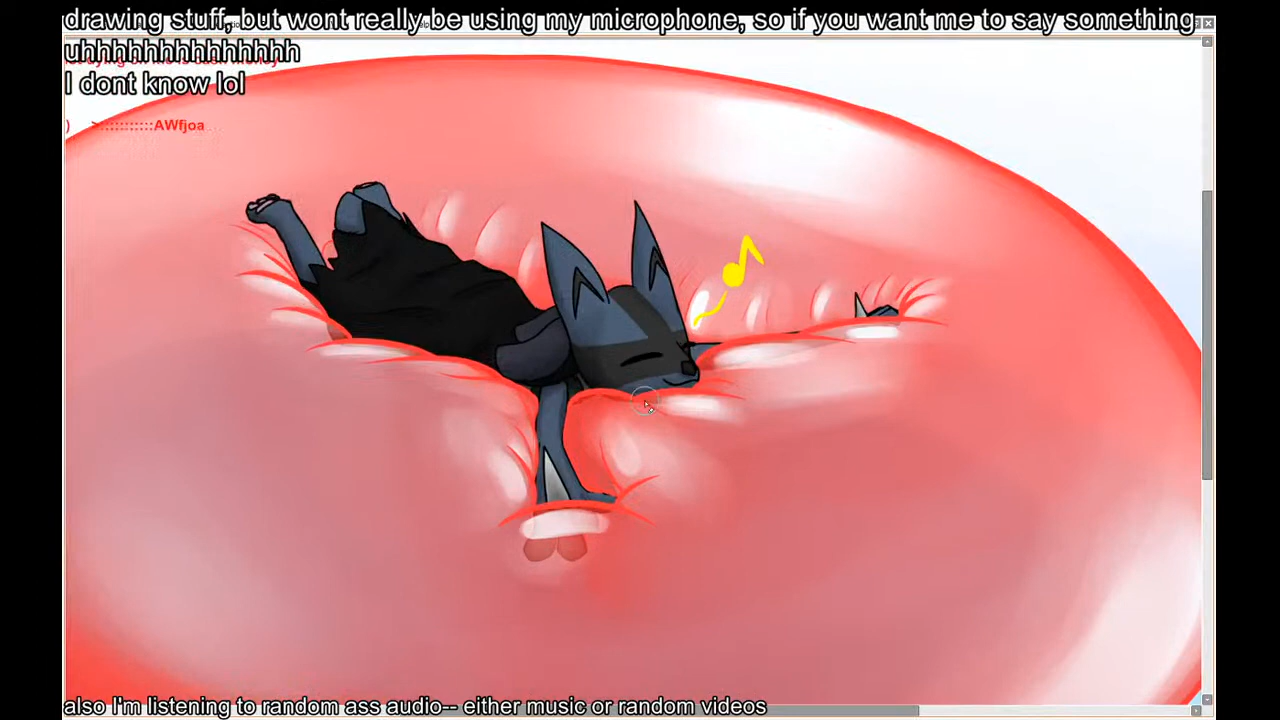 drawing stuff, but wont really be using my microphone, so if you want me to say something
uhhhhhhhhhhhhhhh
I dont know lol
) >::::::::::AWfjoa
also I'm listening to random ass audio-- either music or random videos